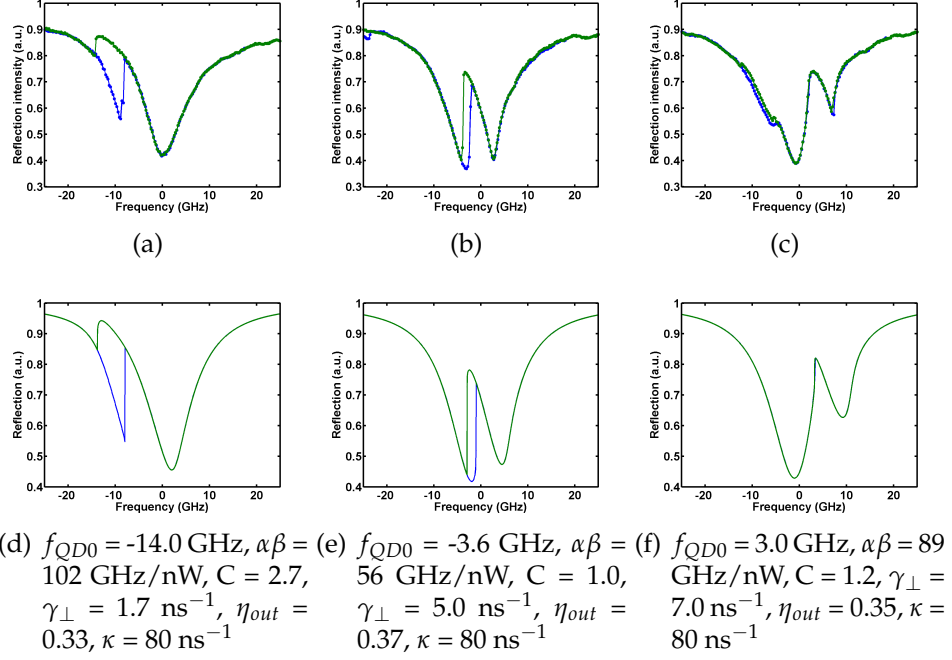 0.9
0.8
0.7
0.6
0.5
0.4
0.3
-20 -10 0 10 20
Frequency (GHz)
Reflection intensity (a.u.)
(a)
0.9
0.8
0.7
0.6
0.5
0.4
0.3
-20 -10 0 10 20
Frequency (GHz)
Reflection intensity (a.u.)
(b)
0.9
0.8
0.7
0.6
0.5
0.4
0.3
-20 -10 0 10 20
Frequency (GHz)
Reflection intensity (a.u.)
(c)
1
0.9
0.8
0.7
0.6
0.5
0.4
-20 -10 0 10 20
Frequency (GHz)
Reflection (a.u.)
1
0.9
0.8
0.7
0.6
0.5
0.4
-20 -10 0 10 20
Frequency (GHz)
Reflection (a.u.)
1
0.9
0.8
0.7
0.6
0.5
0.4
-20 -10 0 10 20
Frequency (GHz)
Reflection (a.u.)
(d) f_{QD0} = -14.0 GHz, αβ =
102 GHz/nW, C = 2.7,
γ_⊥ = 1.7 ns^{-1}, η_{out} =
0.33, κ = 80 ns^{-1}
(e) f_{QD0} = -3.6 GHz, αβ =
56 GHz/nW, C = 1.0,
γ_⊥ = 5.0 ns^{-1}, η_{out} =
0.37, κ = 80 ns^{-1}
(f) f_{QD0} = 3.0 GHz, αβ = 89
GHz/nW, C = 1.2, γ_⊥ =
7.0 ns^{-1}, η_{out} = 0.35, κ =
80 ns^{-1}